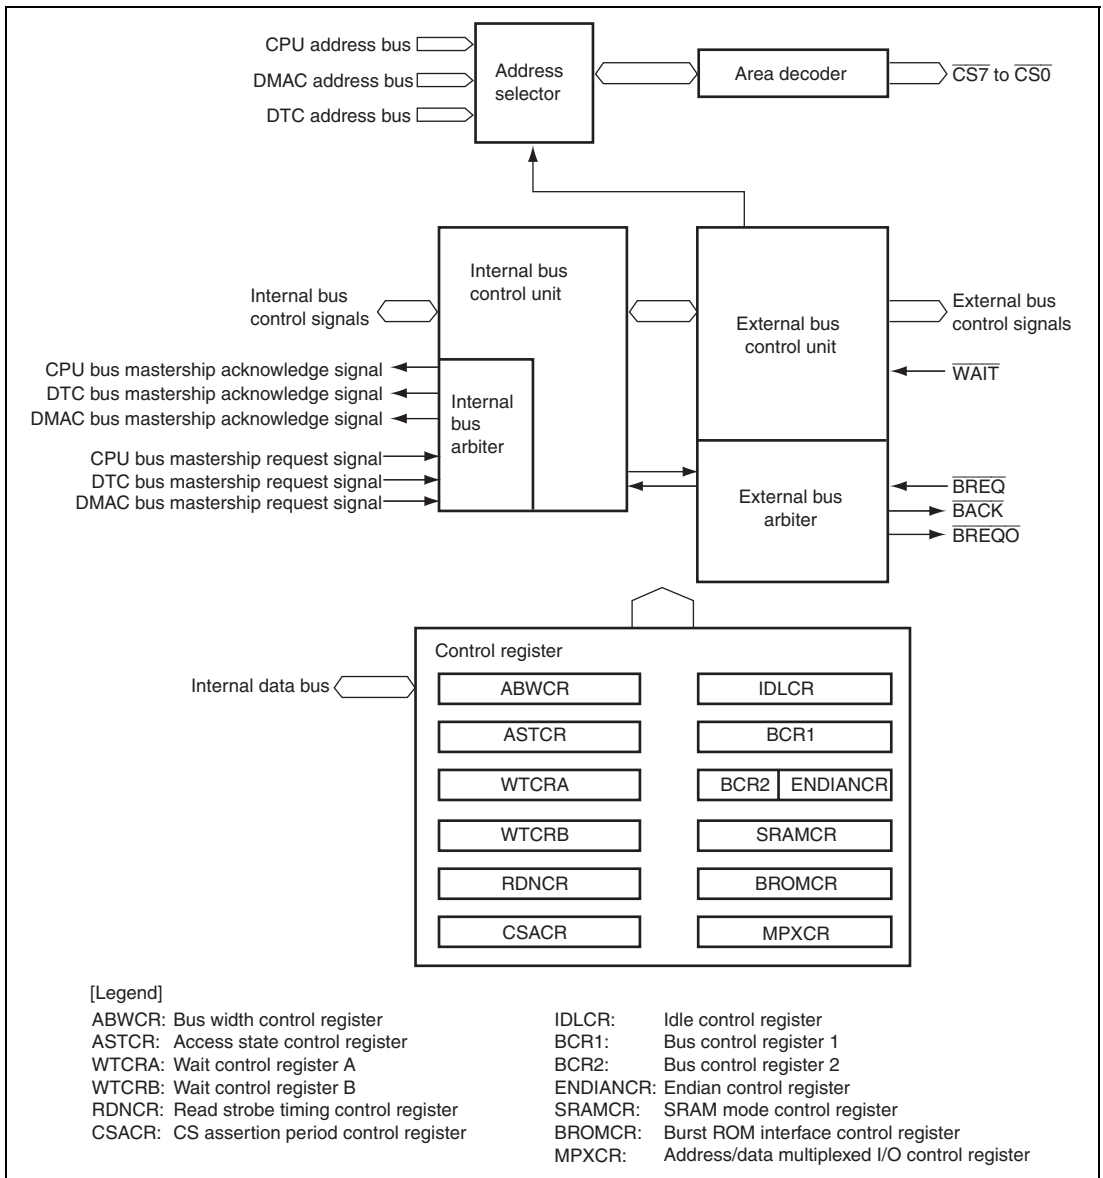 CPU address bus
DMAC address bus
DTC address bus
Address
selector
Area decoder
C̅S̅7̅ to C̅S̅0̅
Internal bus
control signals
Internal bus
control unit
External bus
control unit
External bus
control signals
W̅A̅I̅T̅
CPU bus mastership acknowledge signal
DTC bus mastership acknowledge signal
DMAC bus mastership acknowledge signal
Internal
bus
arbiter
CPU bus mastership request signal
DTC bus mastership request signal
DMAC bus mastership request signal
External bus
arbiter
B̅R̅E̅Q̅
B̅A̅C̅K̅
B̅R̅E̅Q̅O̅
Control register
Internal data bus
ABWCR
IDLCR
ASTCR
BCR1
WTCRA
BCR2
ENDIANCR
WTCRB
SRAMCR
RDNCR
BROMCR
CSACR
MPXCR
[Legend]
ABWCR: Bus width control register
ASTCR: Access state control register
WTCRA: Wait control register A
WTCRB: Wait control register B
RDNCR: Read strobe timing control register
CSACR: CS assertion period control register
IDLCR: Idle control register
BCR1: Bus control register 1
BCR2: Bus control register 2
ENDIANCR: Endian control register
SRAMCR: SRAM mode control register
BROMCR: Burst ROM interface control register
MPXCR: Address/data multiplexed I/O control register